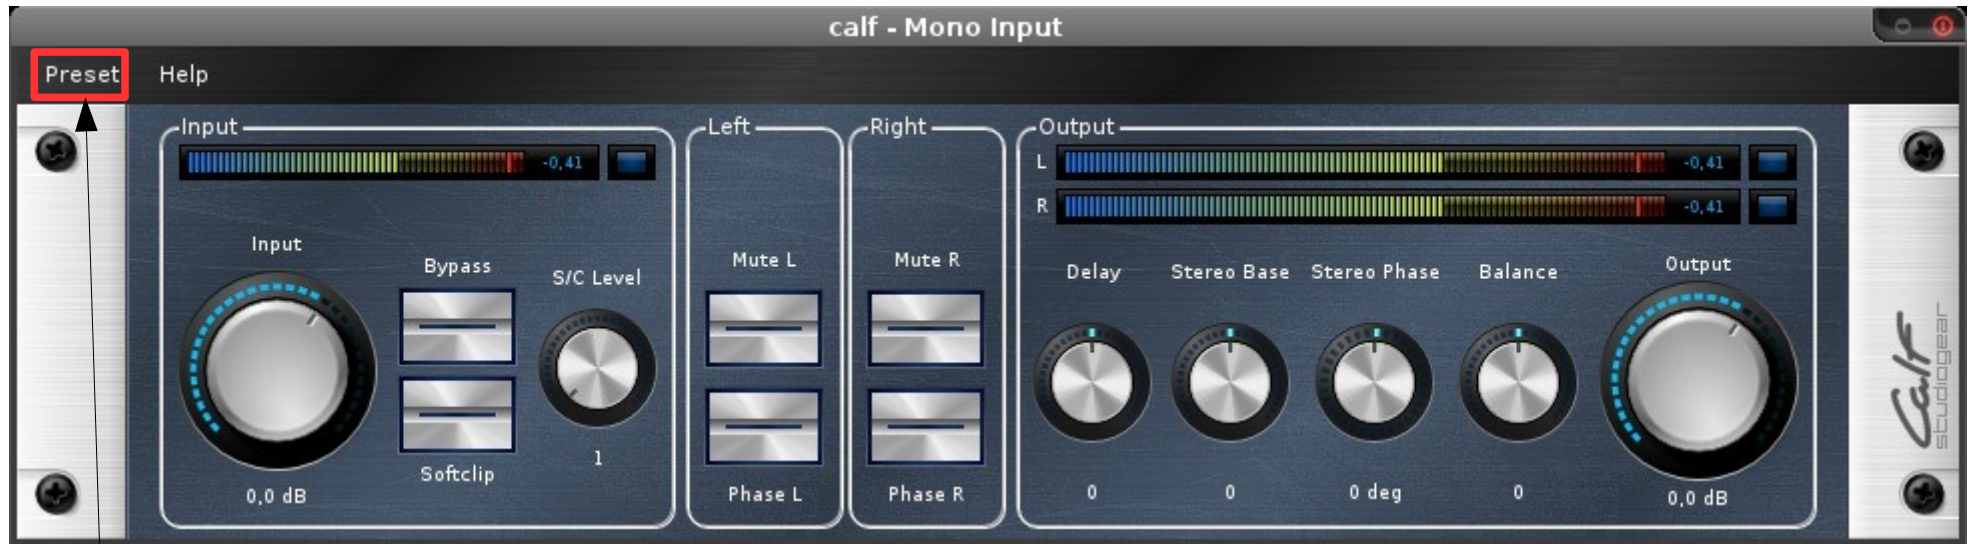 calf - Mono Input
Preset Help
Input
-0,41
Input
Bypass
S/C Level
Softclip
1
0,0 dB
Left
Mute L
Phase L
Right
Mute R
Phase R
Output
L -0,41
R -0,41
Delay Stereo Base Stereo Phase Balance Output
0 0 0 deg 0 0,0 dB
Calf
studiogear